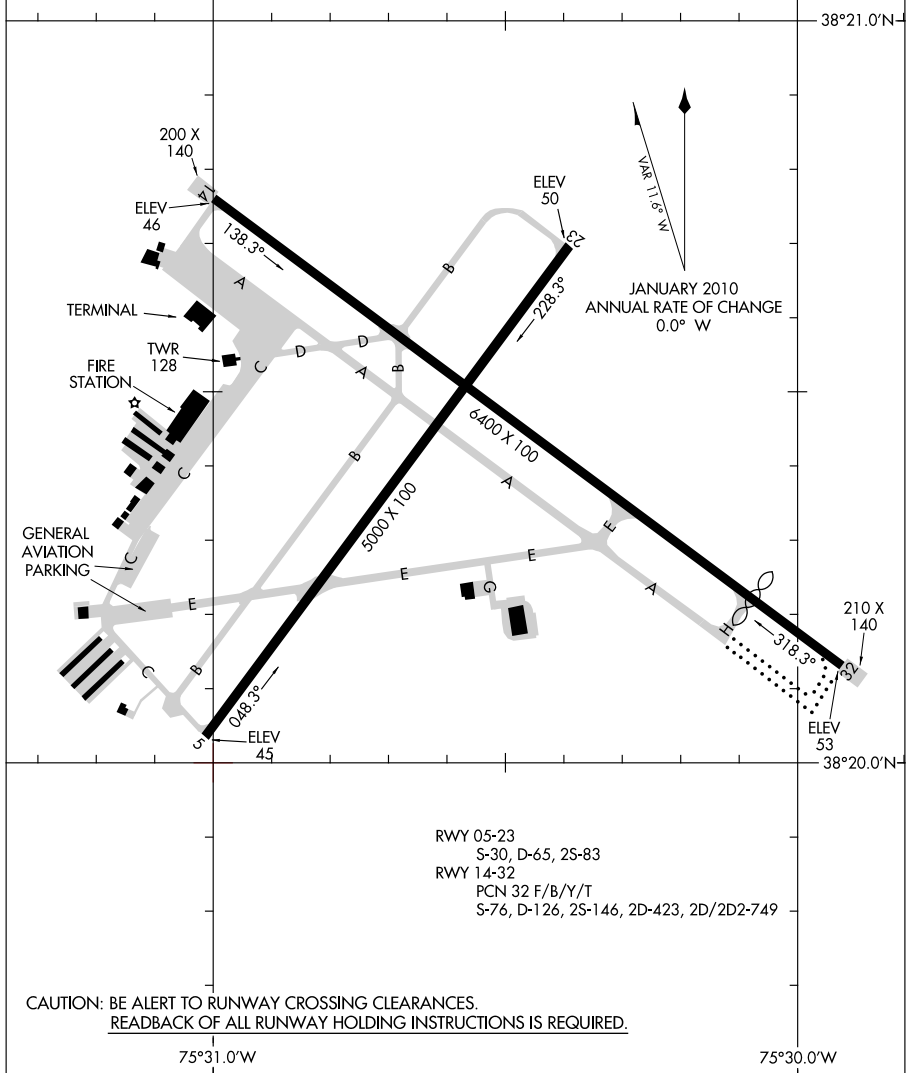 38°21.0'N
200 X
140
14
ELEV
46
ELEV
50
23
VAR 11.6° W
138.3°
B
228.3°
JANUARY 2010
ANNUAL RATE OF CHANGE
0.0° W
A
TERMINAL
TWR
128
C
D
D
A
B
FIRE
STATION
6400 X 100
B
A
C
5000 X 100
E
GENERAL
AVIATION
PARKING
C
E
E
E
G
A
210 X
140
H
318.3°
32
C
B
048.3°
5
ELEV
45
ELEV
53
38°20.0'N
RWY 05-23
S-30, D-65, 2S-83
RWY 14-32
PCN 32 F/B/Y/T
S-76, D-126, 2S-146, 2D-423, 2D/2D2-749
CAUTION: BE ALERT TO RUNWAY CROSSING CLEARANCES.
READBACK OF ALL RUNWAY HOLDING INSTRUCTIONS IS REQUIRED.
75°31.0'W
75°30.0'W